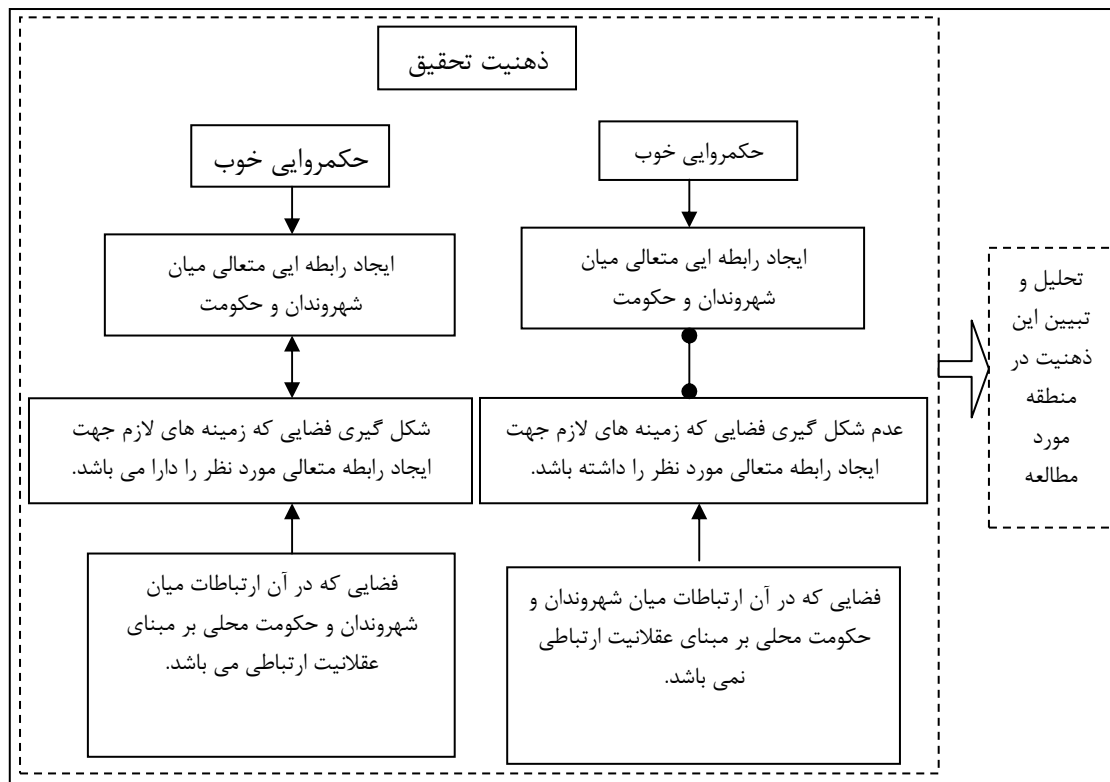 ذهنیت تحقیق
حکمروایی خوب
ایجاد رابطه ایی متعالی میان
شهروندان و حکومت
عدم شکل گیری فضایی که زمینه های لازم جهت
ایجاد رابطه متعالی مورد نظر را داشته باشد.
فضایی که در آن ارتباطات میان شهروندان و
حکومت محلی بر مبنای عقلانیت ارتباطی
نمی باشد.
حکمروایی خوب
ایجاد رابطه ایی متعالی میان
شهروندان و حکومت
شکل گیری فضایی که زمینه های لازم جهت
ایجاد رابطه متعالی مورد نظر را دارا می باشد.
فضایی که در آن ارتباطات میان
شهروندان و حکومت محلی بر مبنای
عقلانیت ارتباطی می باشد.
تحلیل و
تبیین این
ذهنیت در
منطقه
مورد
مطالعه